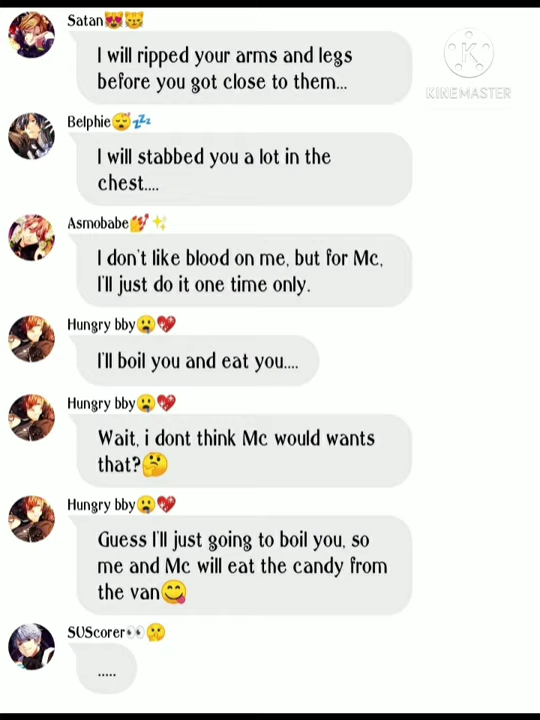 Satan😻😼
I will ripped your arms and legs
before you got close to them...
K
KINEMASTER
Belphie😴💤
I will stabbed you a lot in the
chest....
Asmobabe💅✨
I don't like blood on me, but for Mc,
I'll just do it one time only.
Hungry bby😮💖
I'll boil you and eat you....
Hungry bby😮💖
Wait, i dont think Mc would wants
that?🤔
Hungry bby😮💖
Guess I'll just going to boil you, so
me and Mc will eat the candy from
the van😋
SUScorer👀🤫
.....